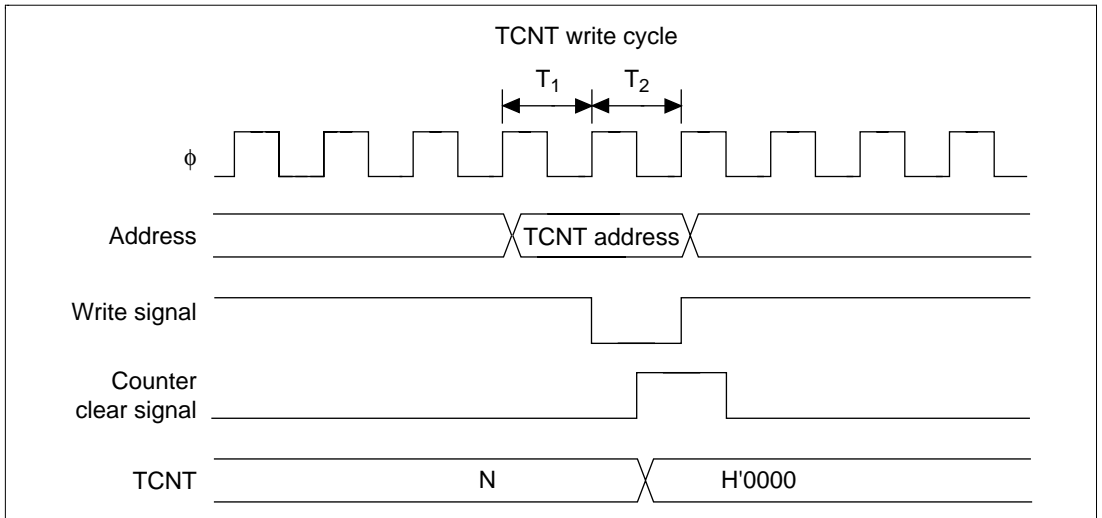 TCNT write cycle
T1 T2
ϕ
Address
TCNT address
Write signal
Counter
clear signal
TCNT
N
H'0000